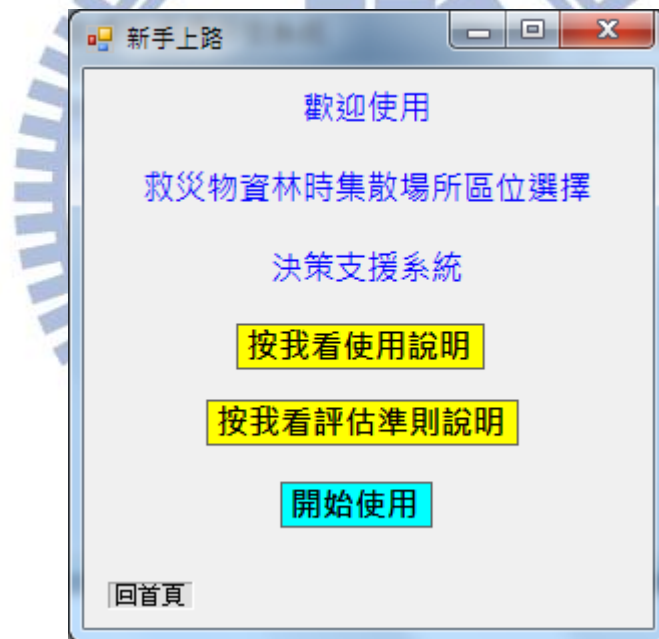 新手上路
歡迎使用
救災物資林時集散場所區位選擇
決策支援系統
按我看使用說明
按我看評估準則說明
開始使用
回首頁